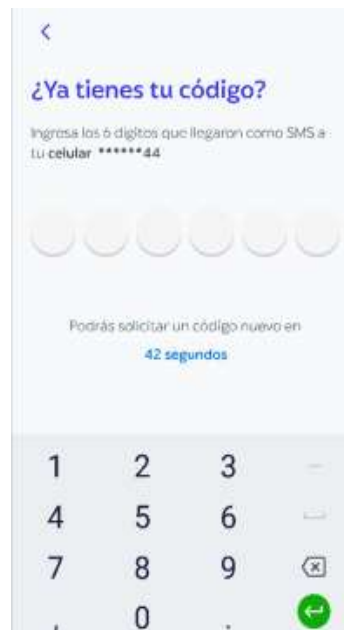 ¿Ya tienes tu código?
Ingresa los 6 dígitos que llegaron como SMS a
tu celular ******44
Podrás solicitar un código nuevo en
42 segundos
1 2 3 -
4 5 6
7 8 9
, 0 .